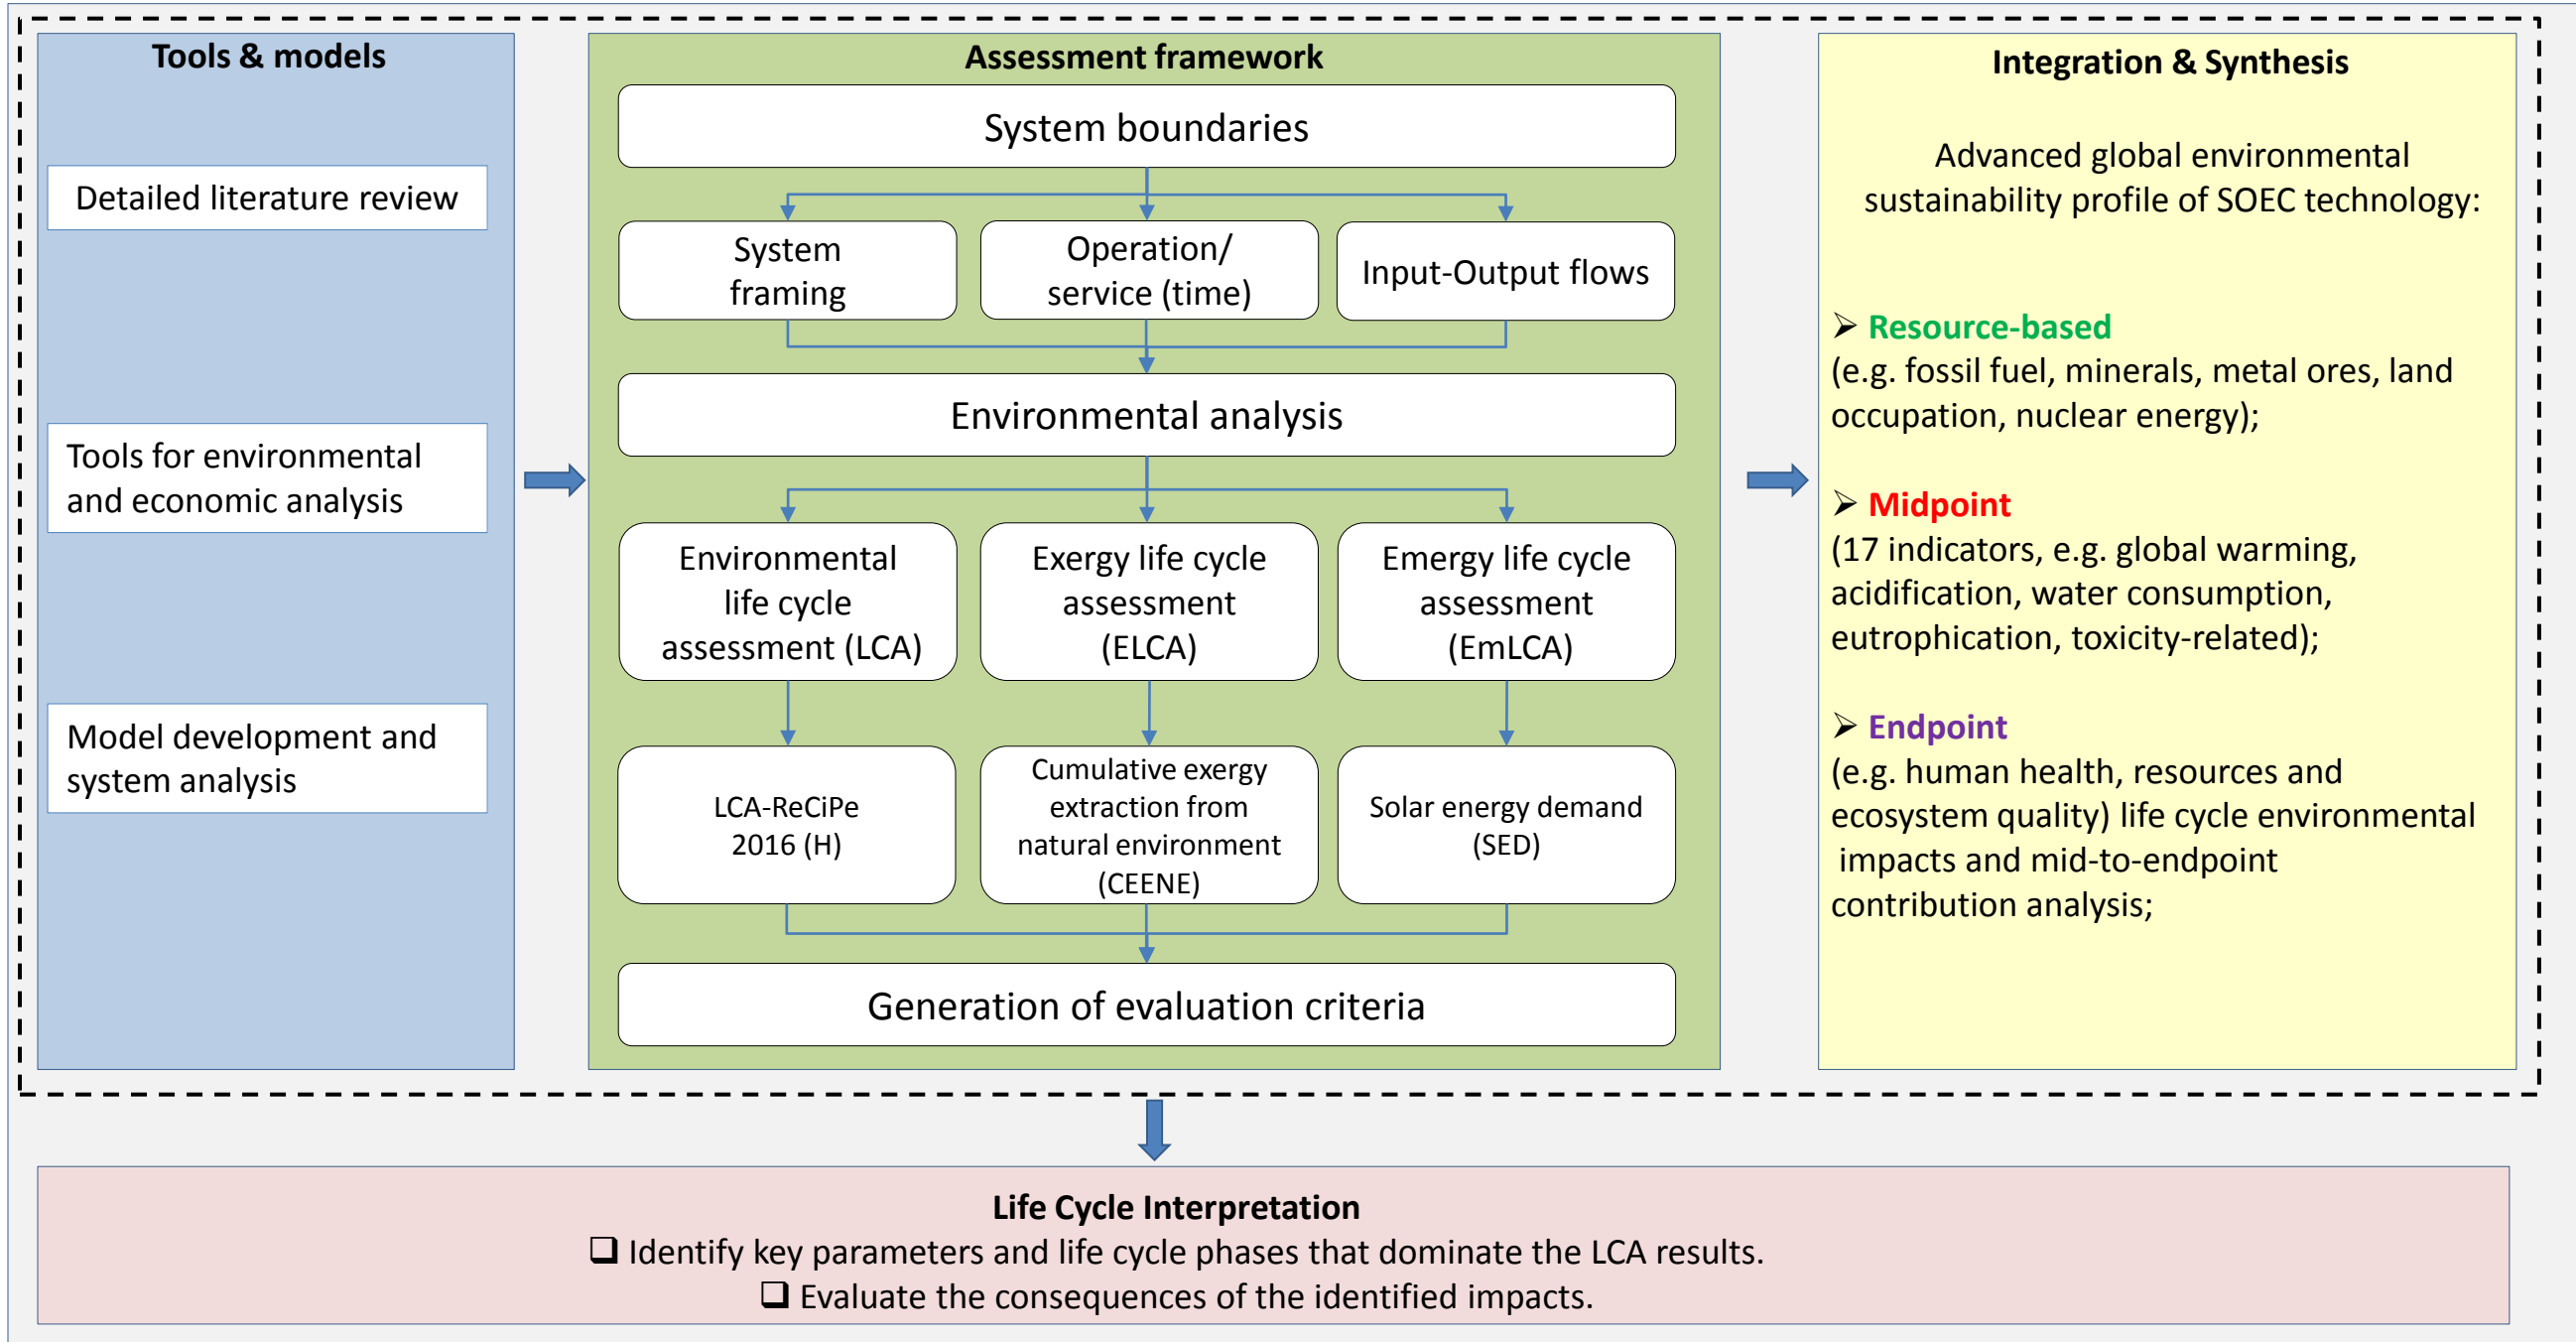 Tools & models
Detailed literature review
Tools for environmental
and economic analysis
Model development and
system analysis
Assessment framework
System boundaries
System
framing
Operation/
service (time)
Input-Output flows
Environmental analysis
Environmental
life cycle
assessment (LCA)
Exergy life cycle
assessment
(ELCA)
Emergy life cycle
assessment
(EmLCA)
LCA-ReCiPe
2016 (H)
Cumulative exergy
extraction from
natural environment
(CEENE)
Solar energy demand
(SED)
Generation of evaluation criteria
Integration & Synthesis
Advanced global environmental
sustainability profile of SOEC technology:
➢ Resource-based
(e.g. fossil fuel, minerals, metal ores, land
occupation, nuclear energy);
➢ Midpoint
(17 indicators, e.g. global warming,
acidification, water consumption,
eutrophication, toxicity-related);
➢ Endpoint
(e.g. human health, resources and
ecosystem quality) life cycle environmental
impacts and mid-to-endpoint
contribution analysis;
Life Cycle Interpretation
❑ Identify key parameters and life cycle phases that dominate the LCA results.
❑ Evaluate the consequences of the identified impacts.